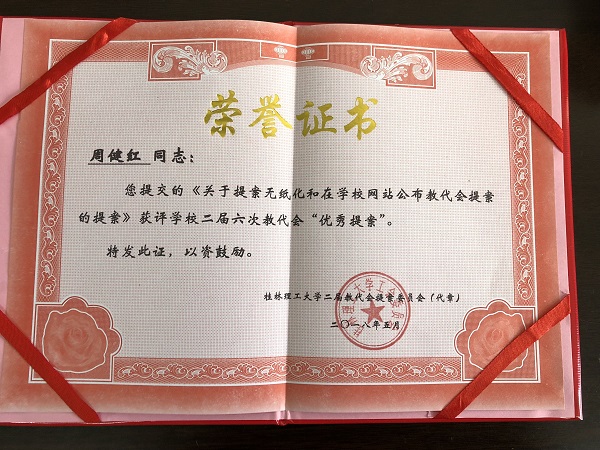 荣誉证书
周健红 同志：
您提交的《关于提案无纸化和在学校网站公布教代会提案
的提案》获评学校二届六次教代会“优秀提案”。
特发此证，以资鼓励。
桂林理工大学二届教代会提案委员会（代章）
二〇一八年五月